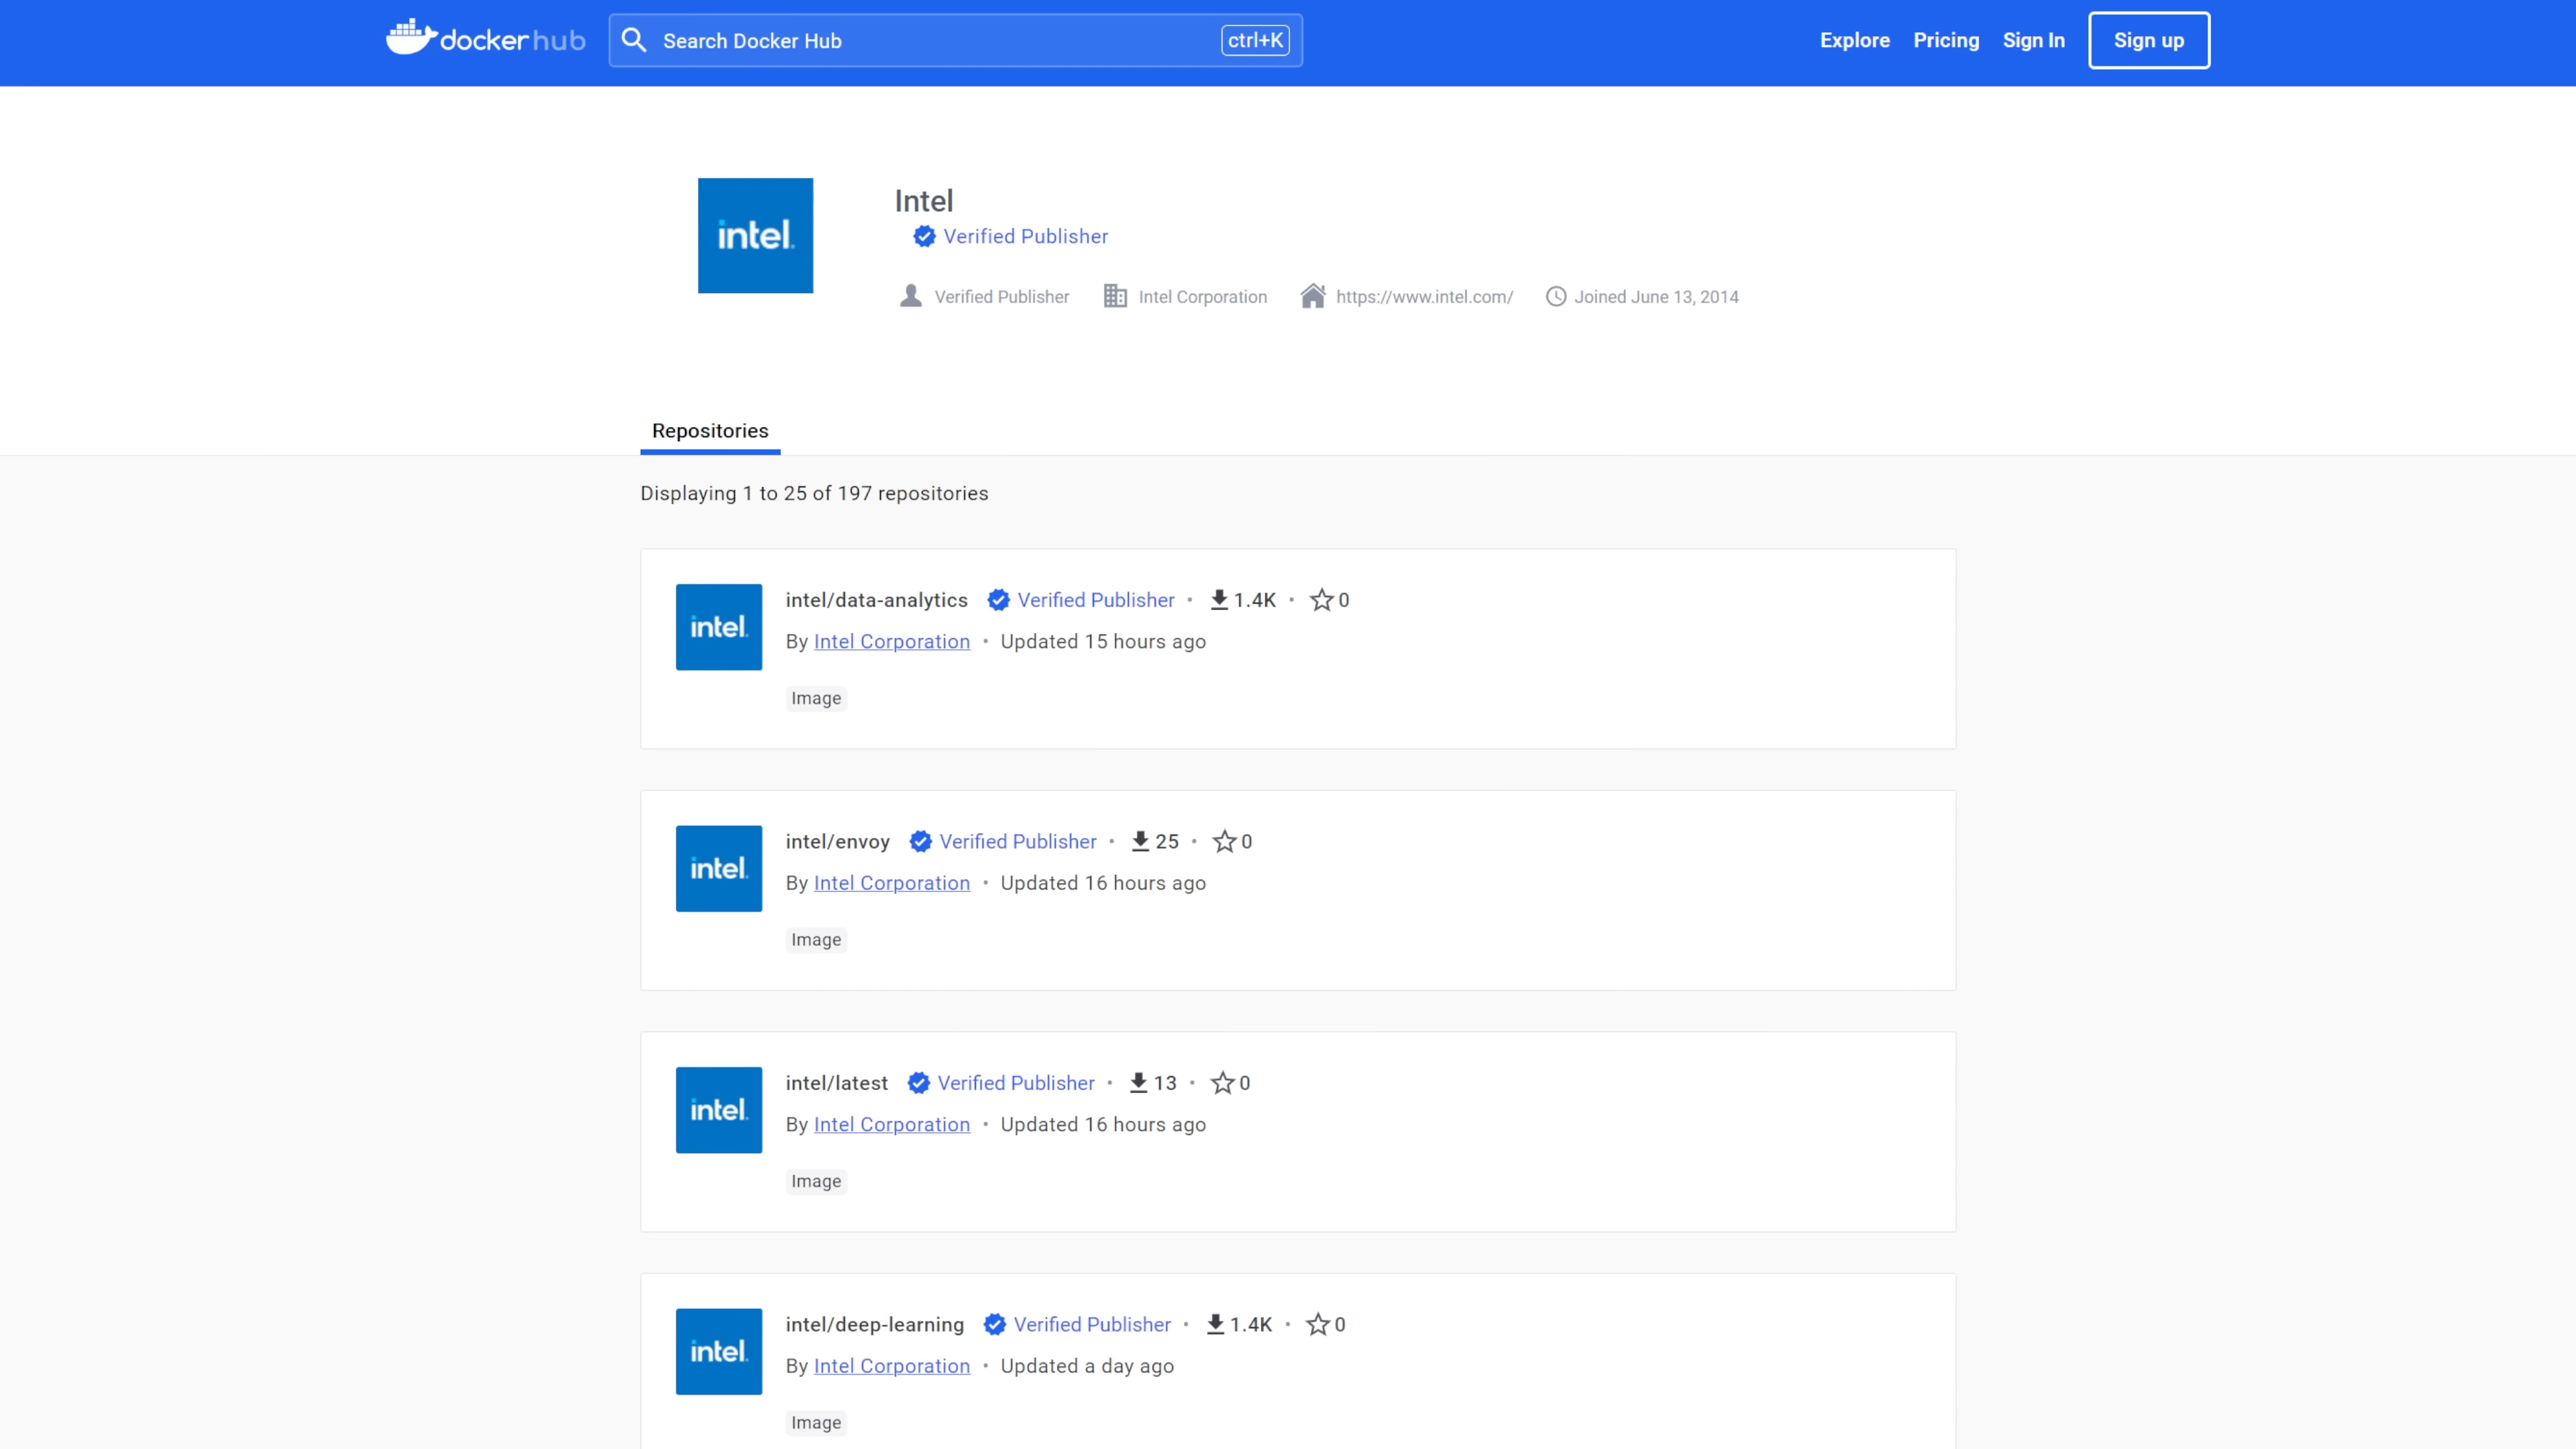 docker hub Search Docker Hub ctrl+K Explore Pricing Sign In Sign up
intel.
Intel
Verified Publisher
Verified Publisher Intel Corporation https://www.intel.com/ Joined June 13, 2014
Repositories
Displaying 1 to 25 of 197 repositories
intel.
intel/data-analytics Verified Publisher • 1.4K • 0
By Intel Corporation • Updated 15 hours ago
Image
intel.
intel/envoy Verified Publisher • 25 • 0
By Intel Corporation • Updated 16 hours ago
Image
intel.
intel/latest Verified Publisher • 13 • 0
By Intel Corporation • Updated 16 hours ago
Image
intel.
intel/deep-learning Verified Publisher • 1.4K • 0
By Intel Corporation • Updated a day ago
Image